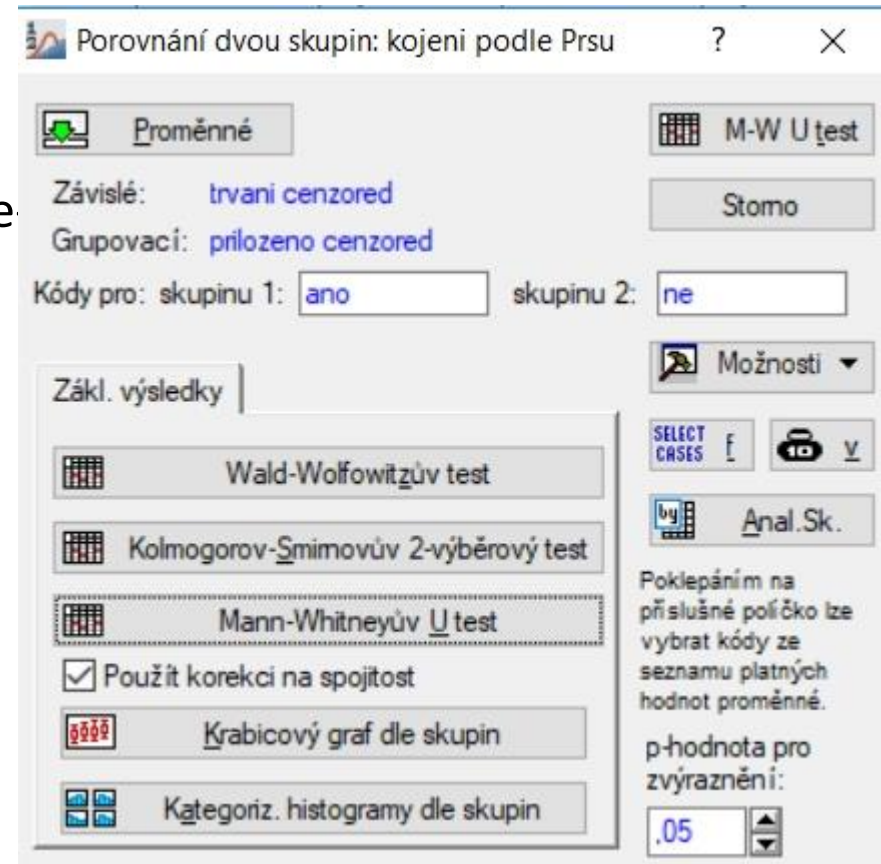 Porovnání dvou skupin: kojeni podle Prsu ? ×
Proměnné
M-W U test
e-
Závislé: trvani cenzored
Storno
Grupovací: prilozeno cenzored
Kódy pro: skupinu 1: ano skupinu 2: ne
Možnosti
Zákl. výsledky
SELECT CASES f v
Wald-Wolfowitzův test
by Anal.Sk.
Kolmogorov-Smirnovův 2-výběrový test
Mann-Whitneyův U test
Použít korekci na spojitost
Krabicový graf dle skupin
Kategoriz. histogramy dle skupin
Poklepáním na
příslušné políčko lze
vybrat kódy ze
seznamu platných
hodnot proměnné.
p-hodnota pro
zvýraznění:
,05